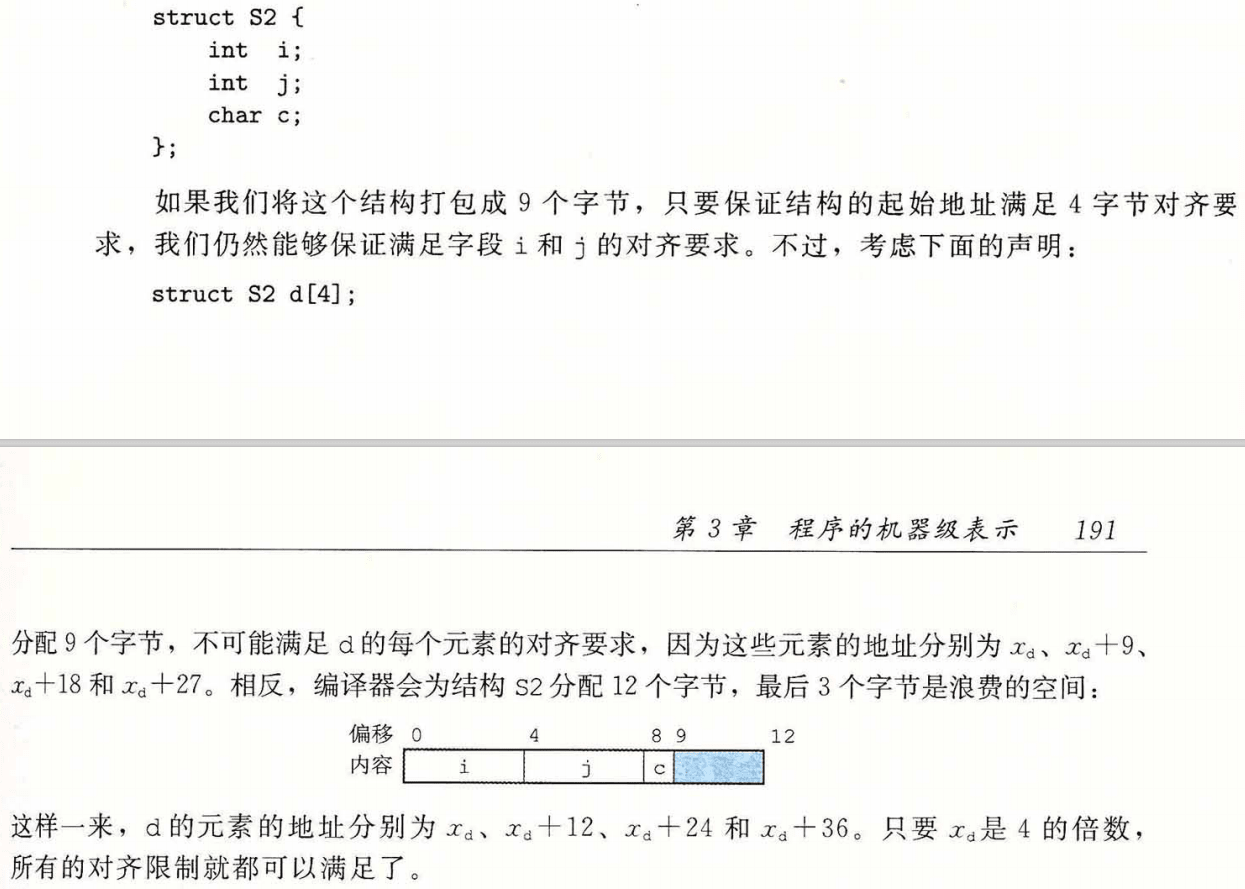 struct S2 {
int i;
int j;
char c;
};
如果我们将这个结构打包成 9 个字节，只要保证结构的起始地址满足 4 字节对齐要
求，我们仍然能够保证满足字段 i 和 j 的对齐要求。不过，考虑下面的声明：
struct S2 d[4];
第 3 章 程序的机器级表示 191
分配 9 个字节，不可能满足 d 的每个元素的对齐要求，因为这些元素的地址分别为 x_d、x_d+9、
x_d+18 和 x_d+27。相反，编译器会为结构 S2 分配 12 个字节，最后 3 个字节是浪费的空间：
偏移 0 4 8 9 12
内容 i j c
这样一来，d 的元素的地址分别为 x_d、x_d+12、x_d+24 和 x_d+36。只要 x_d是 4 的倍数，
所有的对齐限制就都可以满足了。